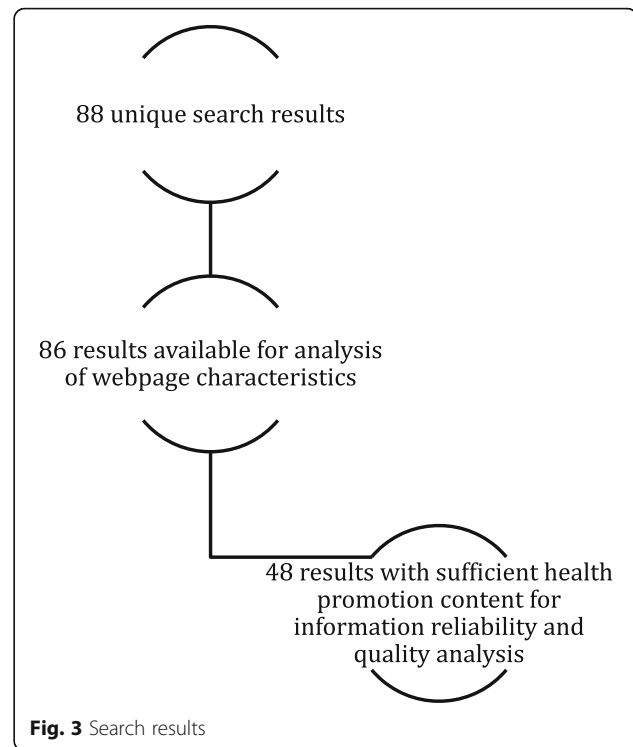 88 unique search results
86 results available for analysis
of webpage characteristics
48 results with sufficient health
promotion content for
information reliability and
quality analysis
Fig. 3 Search results